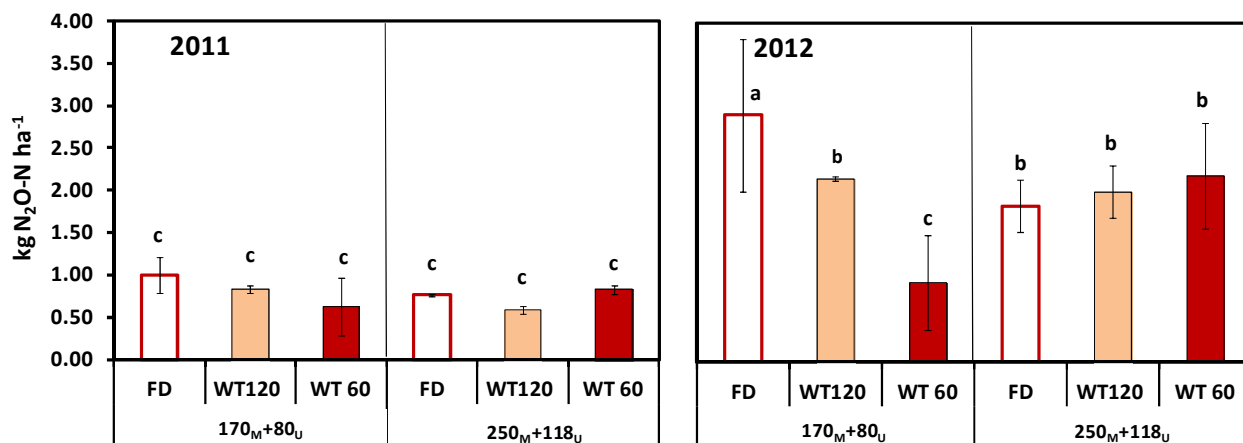 kg N₂O-N ha⁻¹
4.00
3.50
3.00
2.50
2.00
1.50
1.00
0.50
0.00
2011
c c c c c c
FD WT120 WT 60 FD WT120 WT 60
170M+80U 250M+118U
2012
a b c b b b
FD WT120 WT 60 FD WT120 WT 60
170M+80U 250M+118U